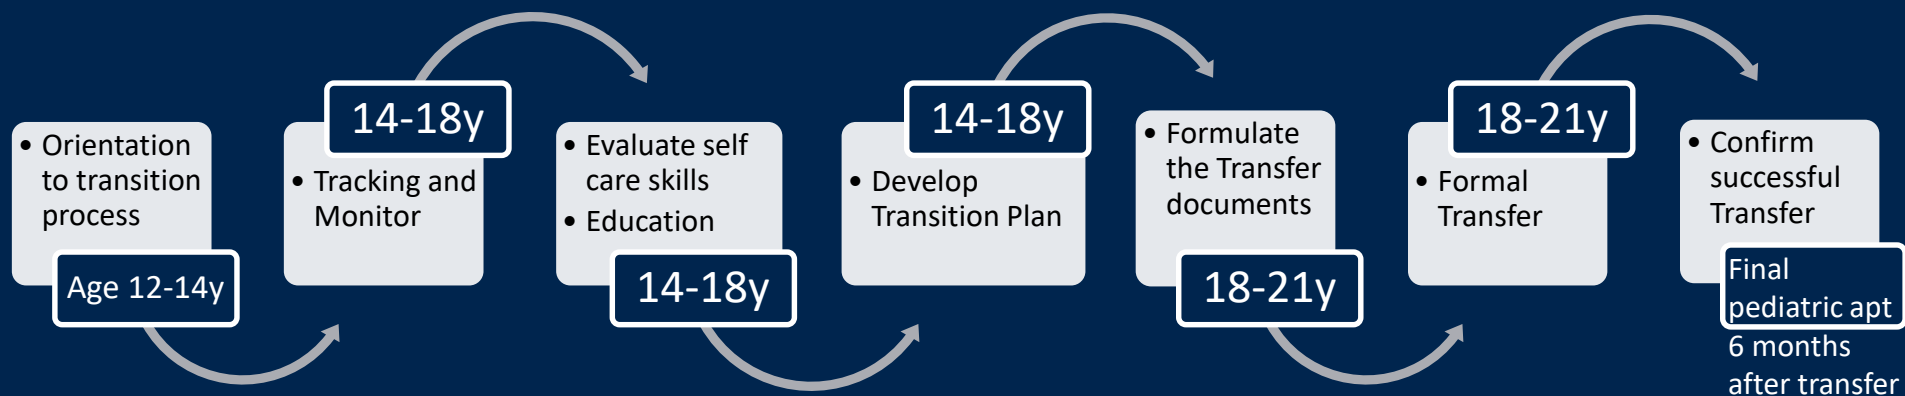 • Orientation
to transition
process
Age 12-14y
14-18y
• Tracking and
Monitor
• Evaluate self
care skills
• Education
14-18y
14-18y
• Develop
Transition Plan
• Formulate
the Transfer
documents
18-21y
18-21y
• Formal
Transfer
• Confirm
successful
Transfer
Final
pediatric apt
6 months
after transfer